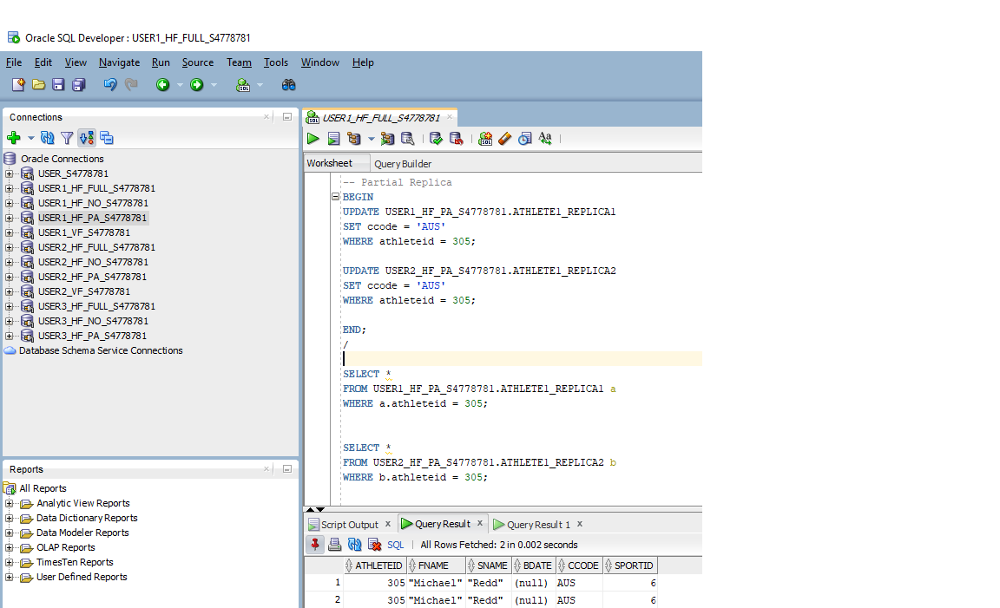 Oracle SQL Developer : USER1_HF_FULL_S4778781
File Edit View Navigate Run Source Team Tools Window Help
Connections
Oracle Connections
USER_S4778781
USER1_HF_FULL_S4778781
USER1_HF_NO_S4778781
USER1_HF_PA_S4778781
USER1_VF_S4778781
USER2_HF_FULL_S4778781
USER2_HF_NO_S4778781
USER2_HF_PA_S4778781
USER2_VF_S4778781
USER3_HF_FULL_S4778781
USER3_HF_NO_S4778781
USER3_HF_PA_S4778781
Database Schema Service Connections
Reports
All Reports
Analytic View Reports
Data Dictionary Reports
Data Modeler Reports
OLAP Reports
TimesTen Reports
User Defined Reports
USER1_HF_FULL_S4778781
Worksheet Query Builder
-- Partial Replica
BEGIN
UPDATE USER1_HF_PA_S4778781.ATHLETE1_REPLICA1
SET ccode = 'AUS'
WHERE athleteid = 305;
UPDATE USER2_HF_PA_S4778781.ATHLETE1_REPLICA2
SET ccode = 'AUS'
WHERE athleteid = 305;
END;
/
SELECT *
FROM USER1_HF_PA_S4778781.ATHLETE1_REPLICA1 a
WHERE a.athleteid = 305;
SELECT *
FROM USER2_HF_PA_S4778781.ATHLETE1_REPLICA2 b
WHERE b.athleteid = 305;
Script Output x Query Result x Query Result 1 x
SQL | All Rows Fetched: 2 in 0.002 seconds
ATHLETEID FNAME SNAME BDATE CCODE SPORTID
1 305 "Michael" "Redd" (null) AUS 6
2 305 "Michael" "Redd" (null) AUS 6